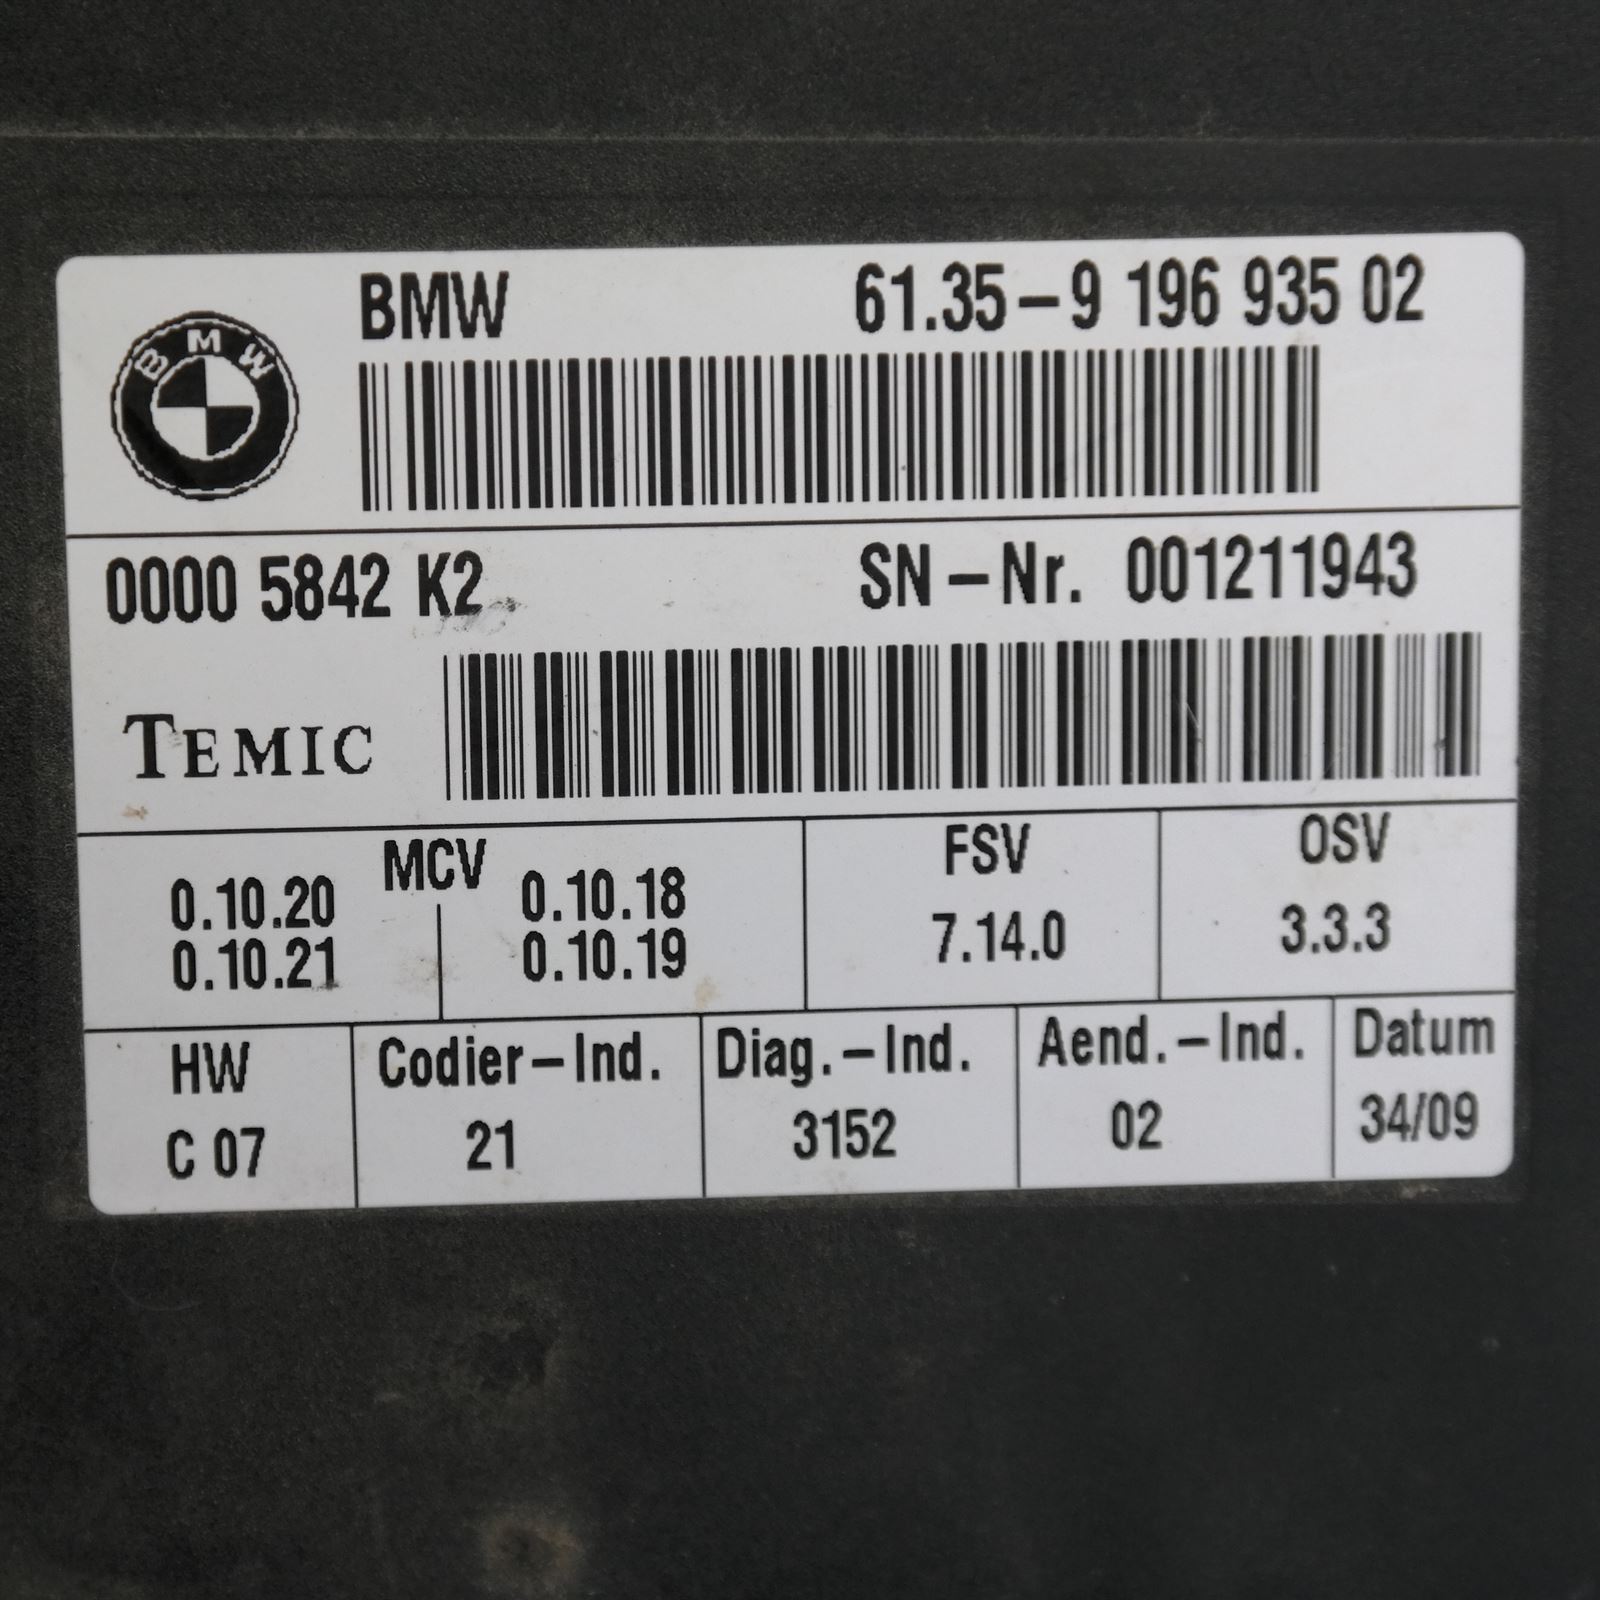 BMW 61.35-9 196 935 02
BMW
0000 5842 K2 SN-Nr. 001211943
TEMIC
MCV FSV OSV
0.10.20 0.10.18 7.14.0 3.3.3
0.10.21 0.10.19
HW Codier-Ind. Diag.-Ind. Aend.-Ind. Datum
C 07 21 3152 02 34/09